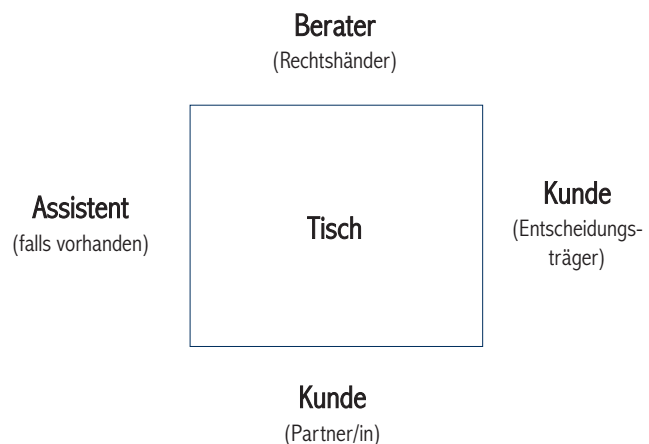 Berater
(Rechtshänder)
Assistent
(falls vorhanden)
Tisch
Kunde
(Entscheidungs-
träger)
Kunde
(Partner/in)